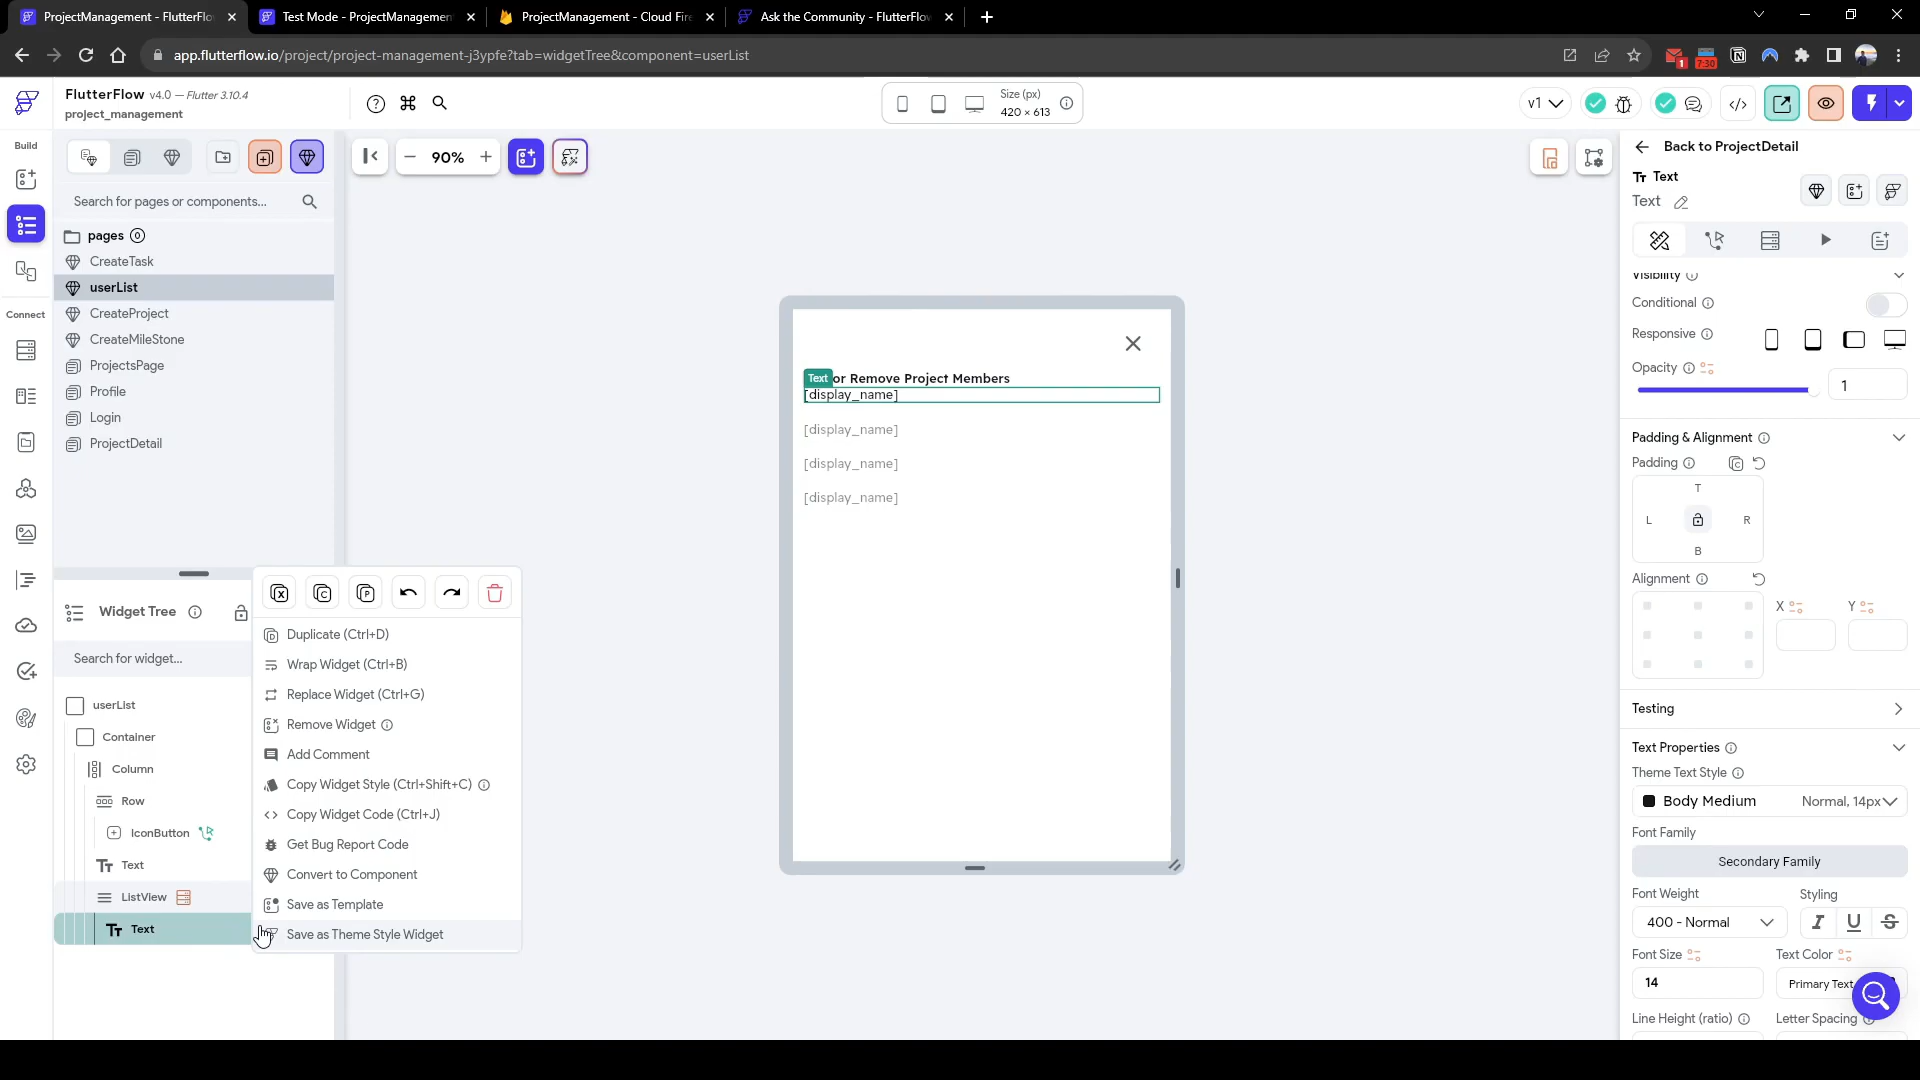 ProjectManagement - FlutterFlo
Test Mode - ProjectManagement
ProjectManagement - Cloud Fire
Ask the Community - FlutterFlow
app.flutterflow.io/project/project-management-j3ypfe?tab=widgetTree&component=userList
1
7:30
FlutterFlow v4.0 — Flutter 3.10.4
project_management
Size (px)
420 × 613
v1
Build
Connect
90%
Search for pages or components...
pages 0
CreateTask
userList
CreateProject
CreateMileStone
ProjectsPage
Profile
Login
ProjectDetail
Widget Tree
Search for widget...
userList
Container
Column
Row
IconButton
Text
ListView
Text
Duplicate (Ctrl+D)
Wrap Widget (Ctrl+B)
Replace Widget (Ctrl+G)
Remove Widget
Add Comment
Copy Widget Style (Ctrl+Shift+C)
Copy Widget Code (Ctrl+J)
Get Bug Report Code
Convert to Component
Save as Template
Save as Theme Style Widget
Text or Remove Project Members
[display_name]
[display_name]
[display_name]
[display_name]
Back to ProjectDetail
Tт Text
Text
Visibility
Conditional
Responsive
Opacity
1
Padding & Alignment
Padding
T
L
R
B
Alignment
X
Y
Testing
Text Properties
Theme Text Style
Body Medium Normal, 14px
Font Family
Secondary Family
Font Weight
Styling
400 - Normal
Font Size
Text Color
14
Primary Text
Line Height (ratio)
Letter Spacing